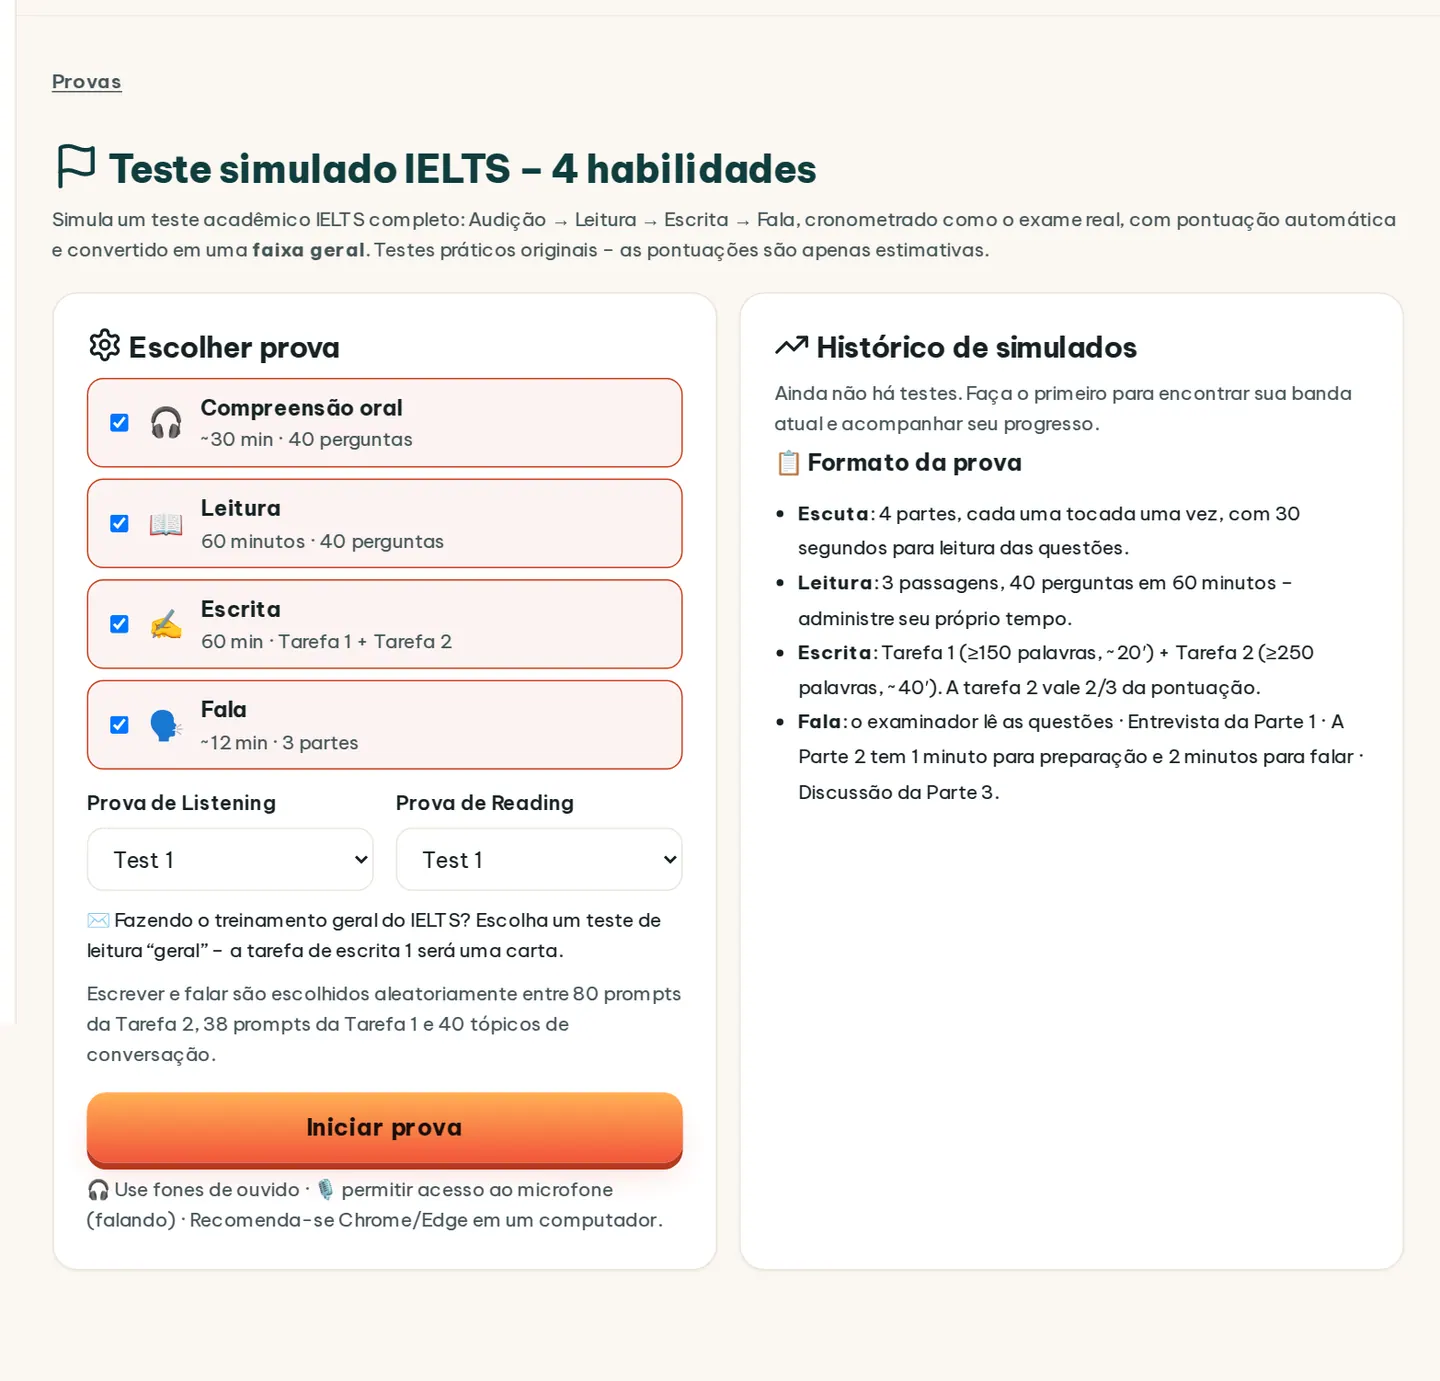 Provas
Teste simulado IELTS – 4 habilidades
Simula um teste acadêmico IELTS completo: Audição → Leitura → Escrita → Fala, cronometrado como o exame real, com pontuação automática
e convertido em uma faixa geral. Testes práticos originais – as pontuações são apenas estimativas.
Escolher prova
Compreensão oral
~30 min · 40 perguntas
Leitura
60 minutos · 40 perguntas
Escrita
60 min · Tarefa 1 + Tarefa 2
Fala
~12 min · 3 partes
Prova de Listening
Prova de Reading
Test 1
Test 1
✉️ Fazendo o treinamento geral do IELTS? Escolha um teste de
leitura “geral” – a tarefa de escrita 1 será uma carta.
Escrever e falar são escolhidos aleatoriamente entre 80 prompts
da Tarefa 2, 38 prompts da Tarefa 1 e 40 tópicos de
conversação.
Iniciar prova
🎧 Use fones de ouvido · 🎙️ permitir acesso ao microfone
(falando) · Recomenda-se Chrome/Edge em um computador.
Histórico de simulados
Ainda não há testes. Faça o primeiro para encontrar sua banda
atual e acompanhar seu progresso.
📋 Formato da prova
• Escuta: 4 partes, cada uma tocada uma vez, com 30
segundos para leitura das questões.
• Leitura: 3 passagens, 40 perguntas em 60 minutos –
administre seu próprio tempo.
• Escrita: Tarefa 1 (≥150 palavras, ~20′) + Tarefa 2 (≥250
palavras, ~40′). A tarefa 2 vale 2/3 da pontuação.
• Fala: o examinador lê as questões · Entrevista da Parte 1 · A
Parte 2 tem 1 minuto para preparação e 2 minutos para falar ·
Discussão da Parte 3.